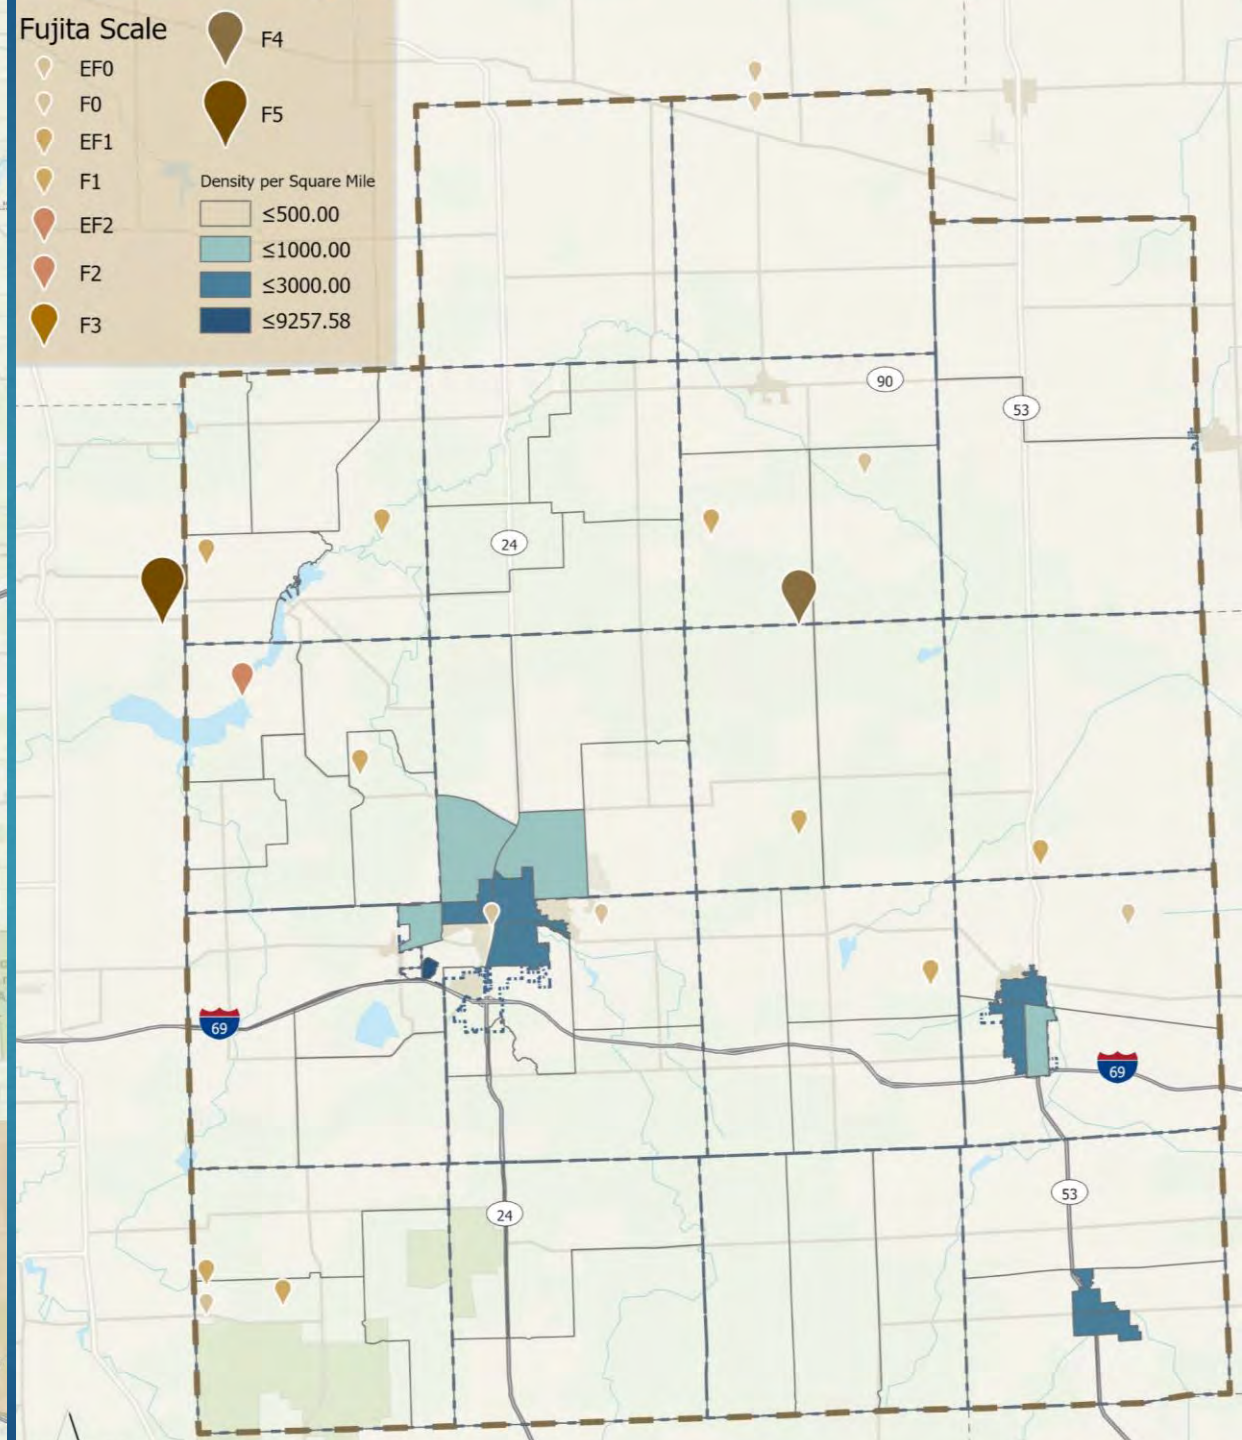 Fujita Scale
EF0
F0
EF1
F1
EF2
F2
F3
F4
F5
Density per Square Mile
≤500.00
≤1000.00
≤3000.00
≤9257.58
90
53
24
69
69
24
53